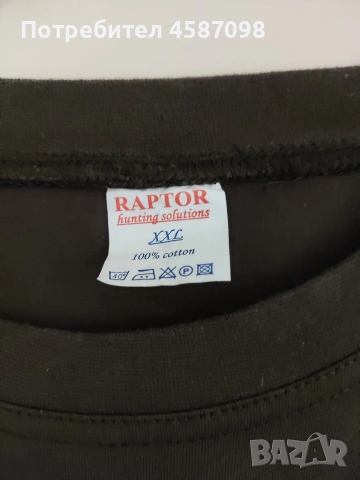 Потребител 4587098
RAPTOR
hunting solutions
XXL
100% cotton
40°
P
BAZAR